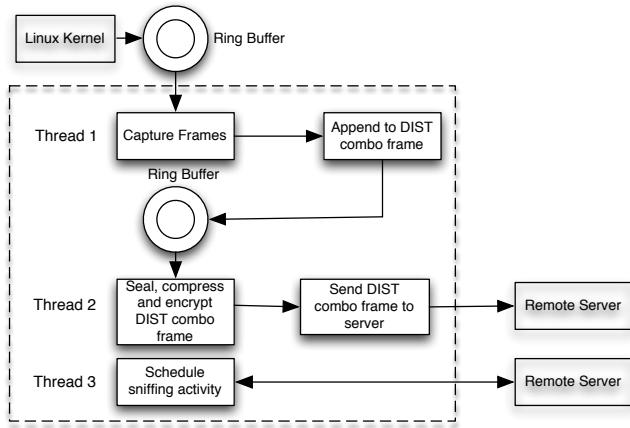 Linux Kernel
Ring Buffer
Thread 1
Capture Frames
Append to DIST
combo frame
Ring Buffer
Thread 2
Seal, compress
and encrypt
DIST combo
frame
Send DIST
combo frame to
server
Remote Server
Thread 3
Schedule
sniffing activity
Remote Server